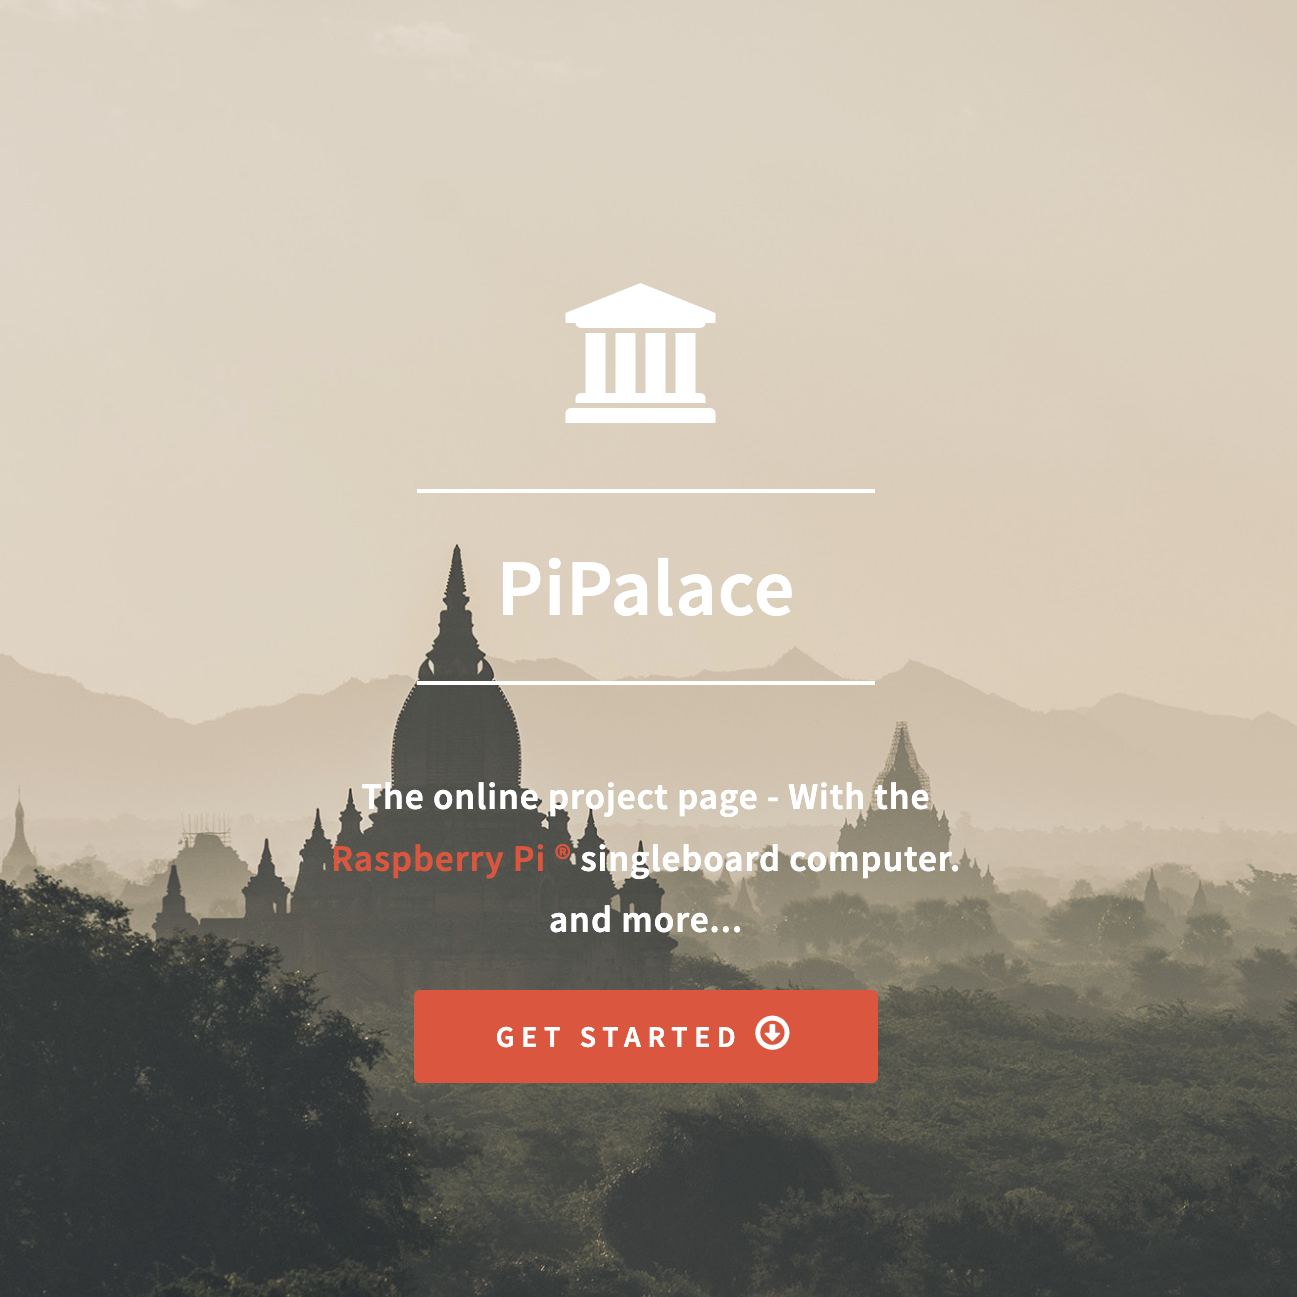 PiPalace
The online project page - With the
Raspberry Pi ® singleboard computer.
and more...
GET STARTED